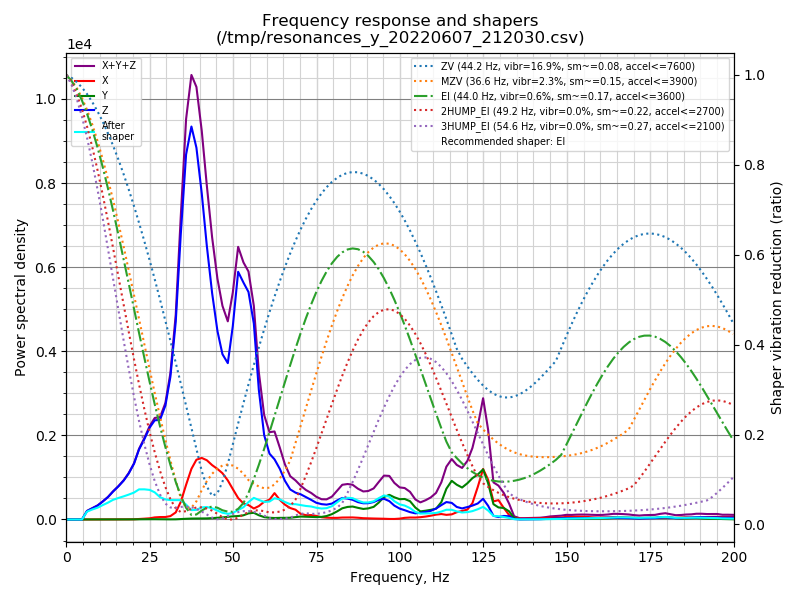 Frequency response and shapers
(/tmp/resonances_y_20220607_212030.csv)
1e4
X+Y+Z
X
Y
Z
After
shaper
ZV (44.2 Hz, vibr=16.9%, sm~=0.08, accel<=7600)
MZV (36.6 Hz, vibr=2.3%, sm~=0.15, accel<=3900)
EI (44.0 Hz, vibr=0.6%, sm~=0.17, accel<=3600)
2HUMP_EI (49.2 Hz, vibr=0.0%, sm~=0.22, accel<=2700)
3HUMP_EI (54.6 Hz, vibr=0.0%, sm~=0.27, accel<=2100)
Recommended shaper: EI
Power spectral density
1.0
0.8
0.6
0.4
0.2
0.0
1.0
0.8
0.6
0.4
0.2
0.0
Shaper vibration reduction (ratio)
0 25 50 75 100 125 150 175 200
Frequency, Hz